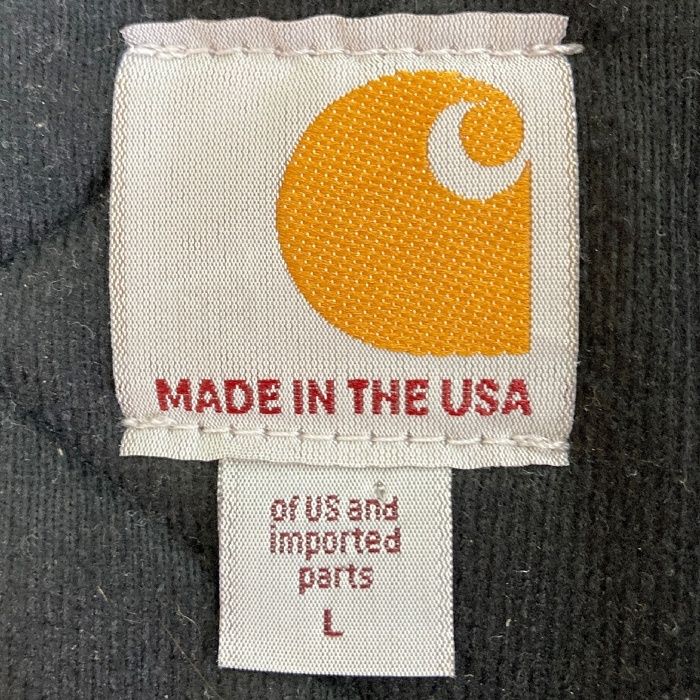 MADE IN THE USA
of US and
imported
parts
L